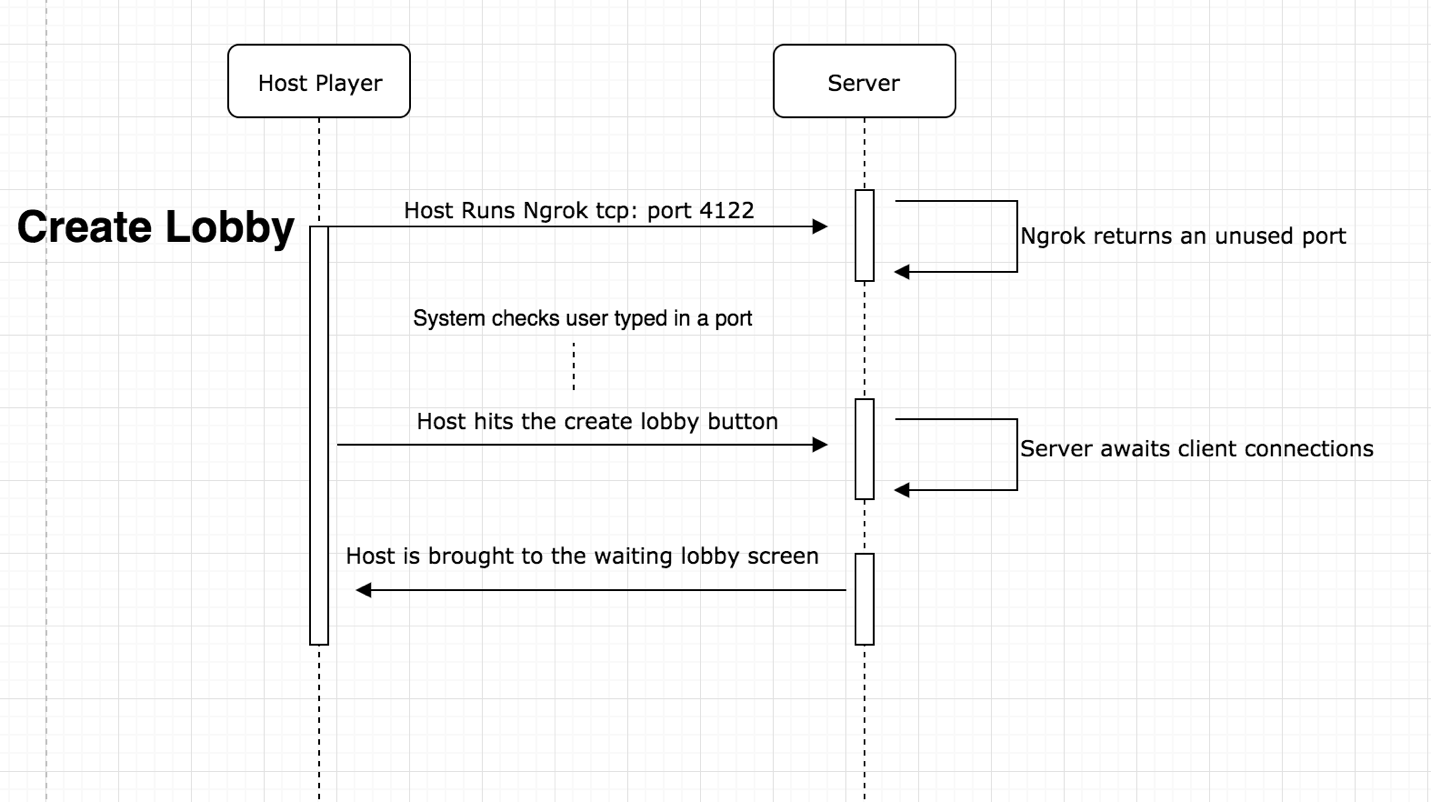 Host Player
Server
Create Lobby
Host Runs Ngrok tcp: port 4122
Ngrok returns an unused port
System checks user typed in a port
Host hits the create lobby button
Server awaits client connections
Host is brought to the waiting lobby screen